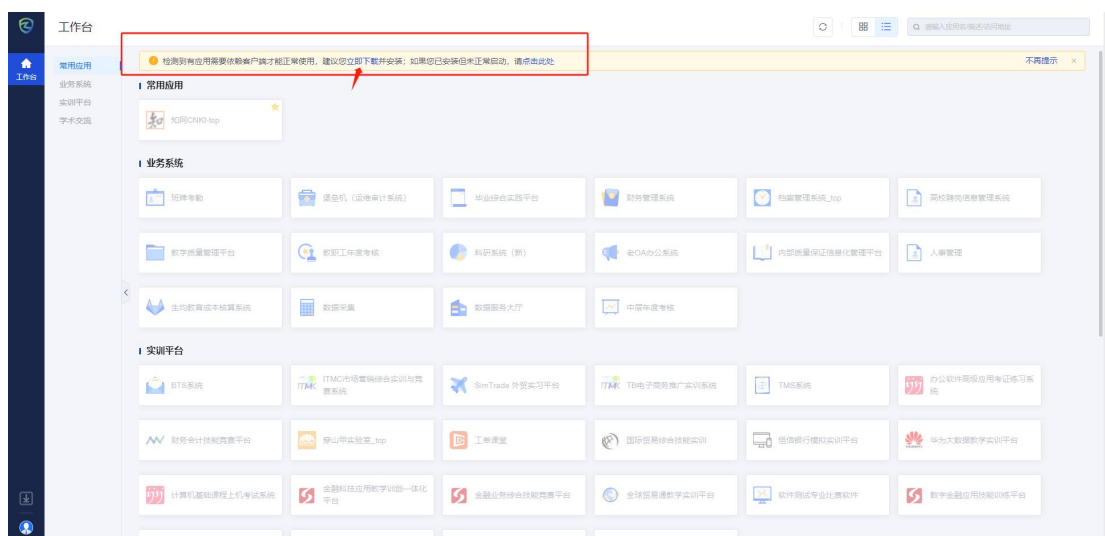 工作台
请输入应用名/描述/访问地址
工作台
常用应用
业务系统
实训平台
学术交流
检测到有应用需要依赖客户端才能正常使用，建议您立即下载并安装；如果您已安装但未正常启动，请点击此处
不再提示
常用应用
知网CNKI-top
业务系统
班牌考勤
堡垒机（运维审计系统）
毕业综合实践平台
财务管理系统
档案管理系统_top
高校聘岗信息管理系统
教学质量管理平台
教职工年度考核
科研系统（新）
老OA办公系统
内部质量保证信息化管理平台
人事管理
生均教育成本核算系统
数据采集
数据服务大厅
中层年度考核
实训平台
BTS系统
ITMC市场营销综合实训与竞
赛系统
SimTrade 外贸实习平台
TB电子商务推广实训系统
TMS系统
办公软件高级应用考证练习系
统
财务会计技能竞赛平台
穿山甲实验室_top
工单课堂
国际贸易综合技能实训
恒信银行模拟实训平台
华为大数据教学实训平台
计算机基础课程上机考试系统
金融科技应用教学训创一体化
平台
金融业务综合技能竞赛平台
全球贸易通教学实训平台
软件测试专业比赛软件
数字金融应用技能训练平台